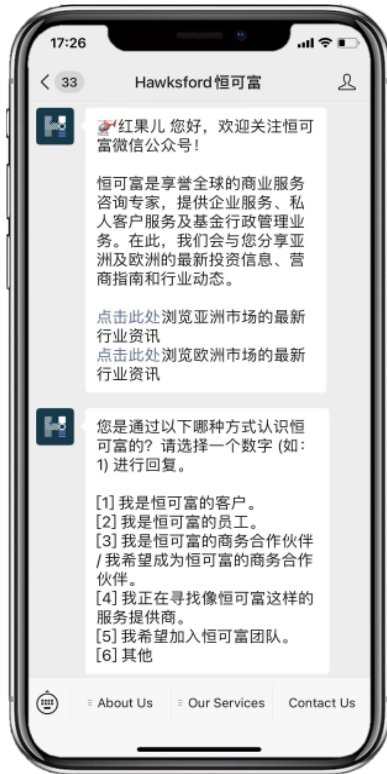 17:26
33
Hawksford恒可富
🚁红果儿 您好，欢迎关注恒可
富微信公众号！
恒可富是享誉全球的商业服务
咨询专家，提供企业服务、私
人客户服务及基金行政管理业
务。在此，我们会与您分享亚
洲及欧洲的最新投资信息、营
商指南和行业动态。
点击此处浏览亚洲市场的最新
行业资讯
点击此处浏览欧洲市场的最新
行业资讯
您是通过以下哪种方式认识恒
可富的？请选择一个数字 (如：
1) 进行回复。
[1] 我是恒可富的客户。
[2] 我是恒可富的员工。
[3] 我是恒可富的商务合作伙伴
/ 我希望成为恒可富的商务合作
伙伴。
[4] 我正在寻找像恒可富这样的
服务提供商。
[5] 我希望加入恒可富团队。
[6] 其他
About Us Our Services Contact Us